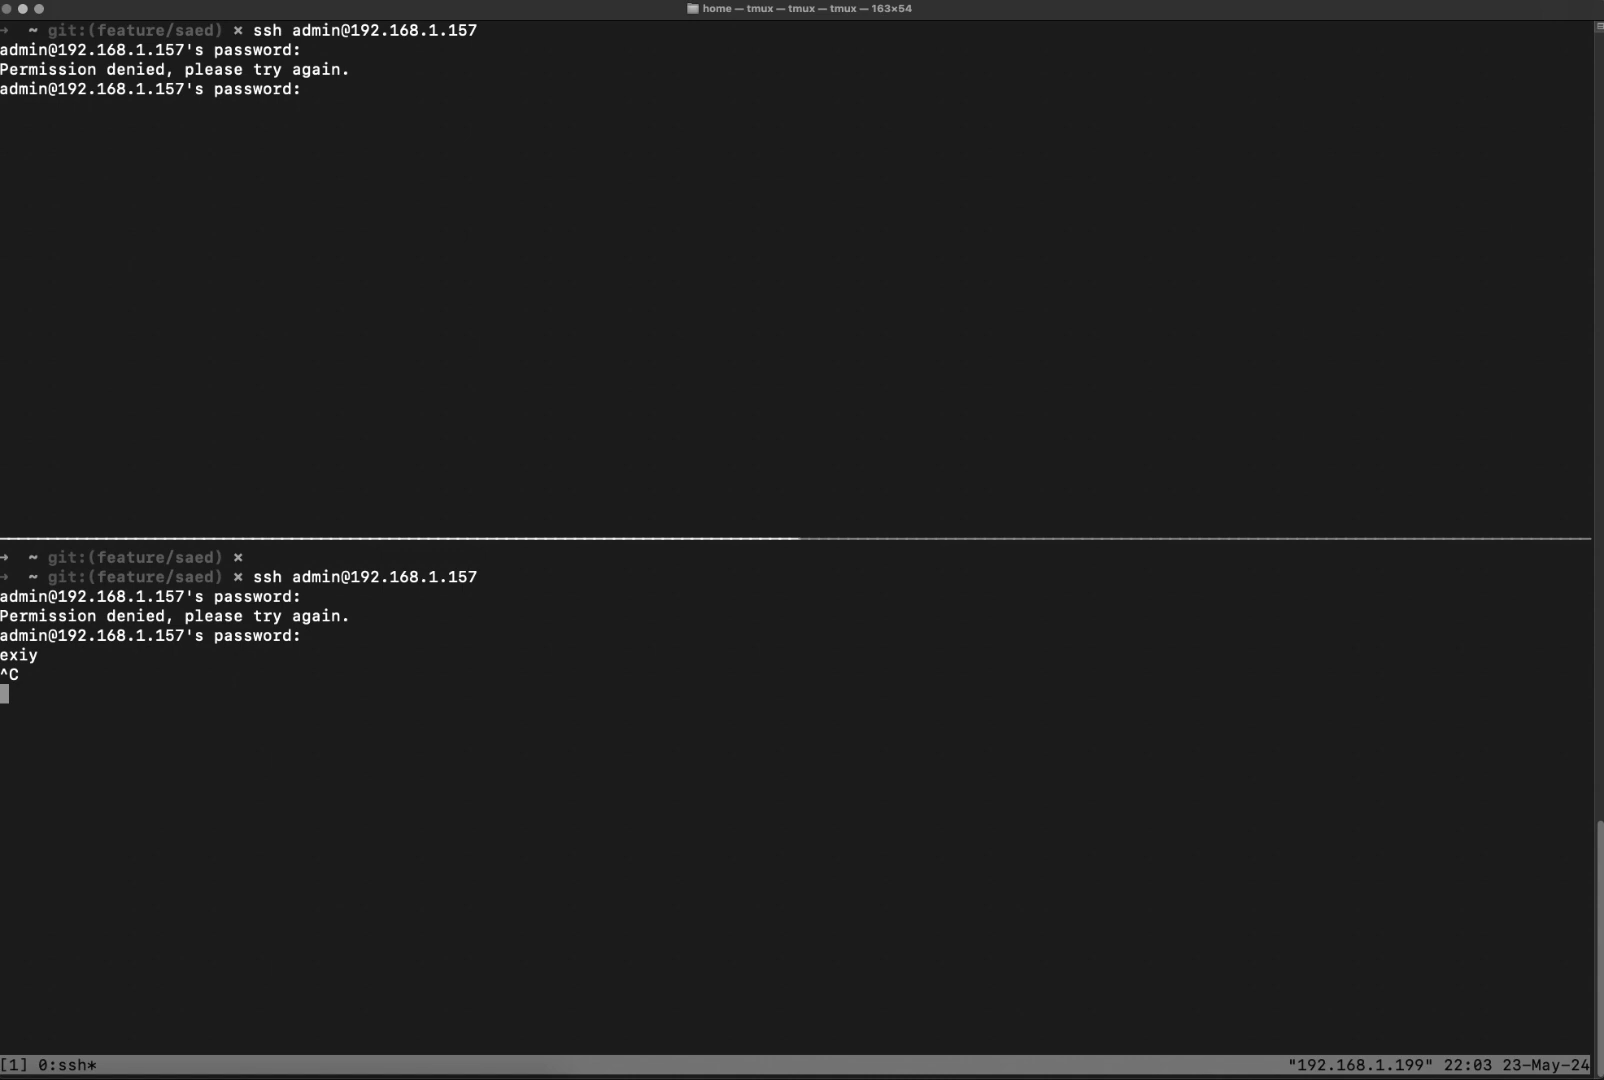 home — tmux — tmux — tmux — 163×54
→ ~ git:(feature/saed) × ssh admin@192.168.1.157
admin@192.168.1.157's password:
Permission denied, please try again.
admin@192.168.1.157's password:
→ ~ git:(feature/saed) ×
→ ~ git:(feature/saed) × ssh admin@192.168.1.157
admin@192.168.1.157's password:
Permission denied, please try again.
admin@192.168.1.157's password:
exiy
^C
[1] 0:ssh* "192.168.1.199" 22:03 23-May-24